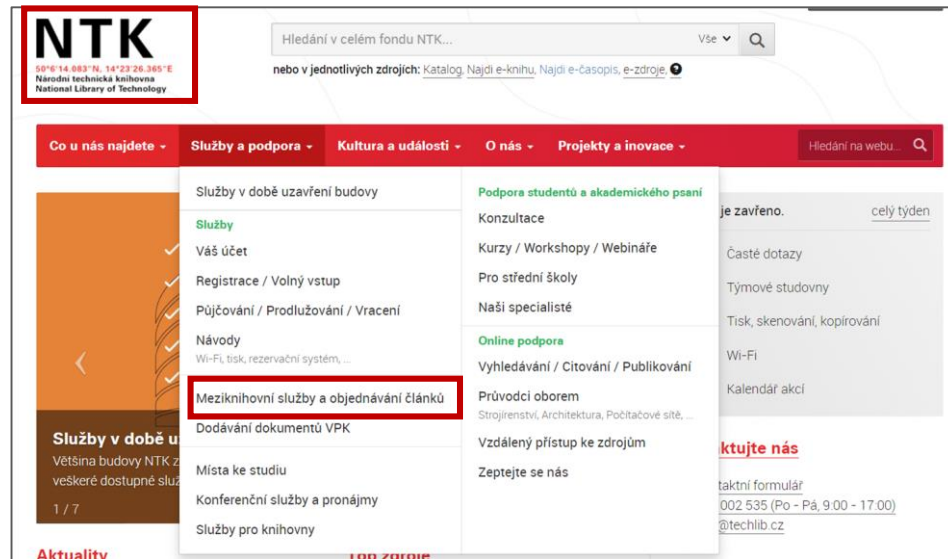 NTK
50°6'14.083"N, 14°23'26.365"E
Národní technická knihovna
National Library of Technology
Hledání v celém fondu NTK...
Vše
nebo v jednotlivých zdrojích: Katalog, Najdi e-knihu, Najdi e-časopis, e-zdroje,
Co u nás najdete
Služby a podpora
Kultura a události
O nás
Projekty a inovace
Hledání na webu...
Služby v době uzavření budovy
Služby
Váš účet
Registrace / Volný vstup
Půjčování / Prodlužování / Vracení
Návody
Wi-Fi, tisk, rezervační systém, ...
Meziknihovní služby a objednávání článků
Dodávání dokumentů VPK
Místa ke studiu
Konferenční služby a pronájmy
Služby pro knihovny
Podpora studentů a akademického psaní
Konzultace
Kurzy / Workshopy / Webináře
Pro střední školy
Naši specialisté
Online podpora
Vyhledávání / Citování / Publikování
Průvodci oborem
Strojírenství, Architektura, Počítačové sítě, ...
Vzdálený přístup ke zdrojům
Zeptejte se nás
Služby v době u
Většina budovy NTK z
veškeré dostupné služ
1 / 7
je zavřeno.
celý týden
Časté dotazy
Týmové studovny
Tisk, skenování, kopírování
Wi-Fi
Kalendář akcí
ktujte nás
taktní formulář
002 535 (Po - Pá, 9:00 - 17:00)
@techlib.cz
Aktuality
Top zdroje